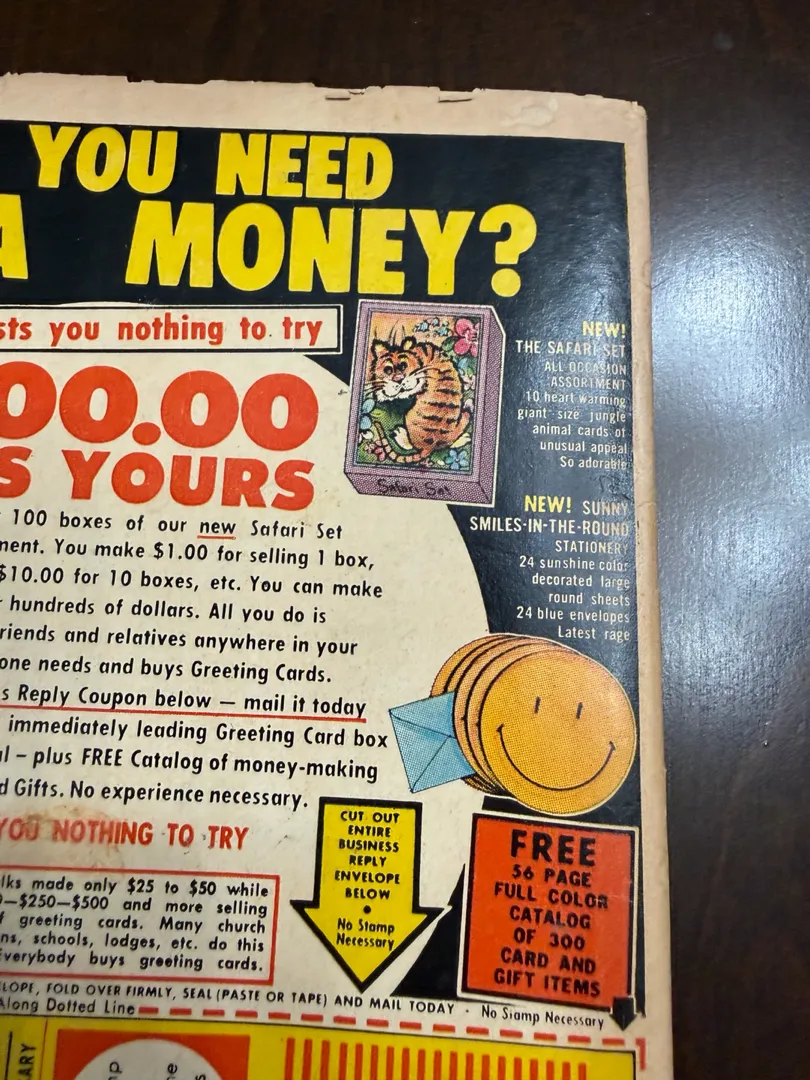 YOU NEED
A MONEY?
sts you nothing to try
00.00
S YOURS
100 boxes of our new Safari Set
ment. You make $1.00 for selling 1 box,
$10.00 for 10 boxes, etc. You can make
hundreds of dollars. All you do is
riends and relatives anywhere in your
one needs and buys Greeting Cards.
s Reply Coupon below — mail it today
immediately leading Greeting Card box
al – plus FREE Catalog of money-making
d Gifts. No experience necessary.
YOU NOTHING TO TRY
lks made only $25 to $50 while
0—$250—$500 and more selling
f greeting cards. Many church
ns, schools, lodges, etc. do this
Everybody buys greeting cards.
Safari Set
NEW!
THE SAFARI SET
ALL OCCASION
ASSORTMENT
10 heart warming
giant size jungle
animal cards of
unusual appeal
So adorable
NEW! SUNNY
SMILES-IN-THE-ROUND
STATIONERY
24 sunshine color
decorated large
round sheets
24 blue envelopes
Latest rage
CUT OUT
ENTIRE
BUSINESS
REPLY
ENVELOPE
BELOW
•
No Stamp
Necessary
FREE
56 PAGE
FULL COLOR
CATALOG
OF 300
CARD AND
GIFT ITEMS
LOPE, FOLD OVER FIRMLY, SEAL (PASTE OR TAPE) AND MAIL TODAY · No Stamp Necessary
Along Dotted Line
ARY
mp
ne
s